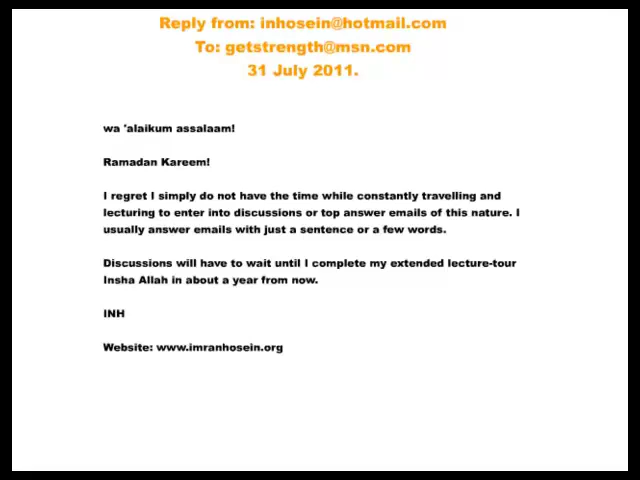 Reply from: inhosein@hotmail.com
To: getstrength@msn.com
31 July 2011.
wa 'alaikum assalaam!
Ramadan Kareem!
I regret I simply do not have the time while constantly travelling and
lecturing to enter into discussions or top answer emails of this nature. I
usually answer emails with just a sentence or a few words.
Discussions will have to wait until I complete my extended lecture-tour
Insha Allah in about a year from now.
INH
Website: www.imranhosein.org